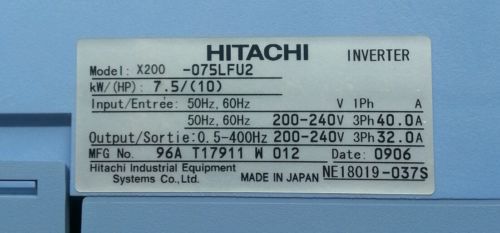 HITACHI INVERTER
Model: X200 -075LFU2
kW/(HP): 7.5/(10)
Input/Entrée: 50Hz, 60Hz V 1Ph A
50Hz, 60Hz 200-240V 3Ph 40.0A
Output/Sortie: 0.5-400Hz 200-240V 3Ph 32.0A
MFG No. 96A T17911 W 012 Date: 0906
Hitachi Industrial Equipment
Systems Co., Ltd. MADE IN JAPAN NE18019-037S